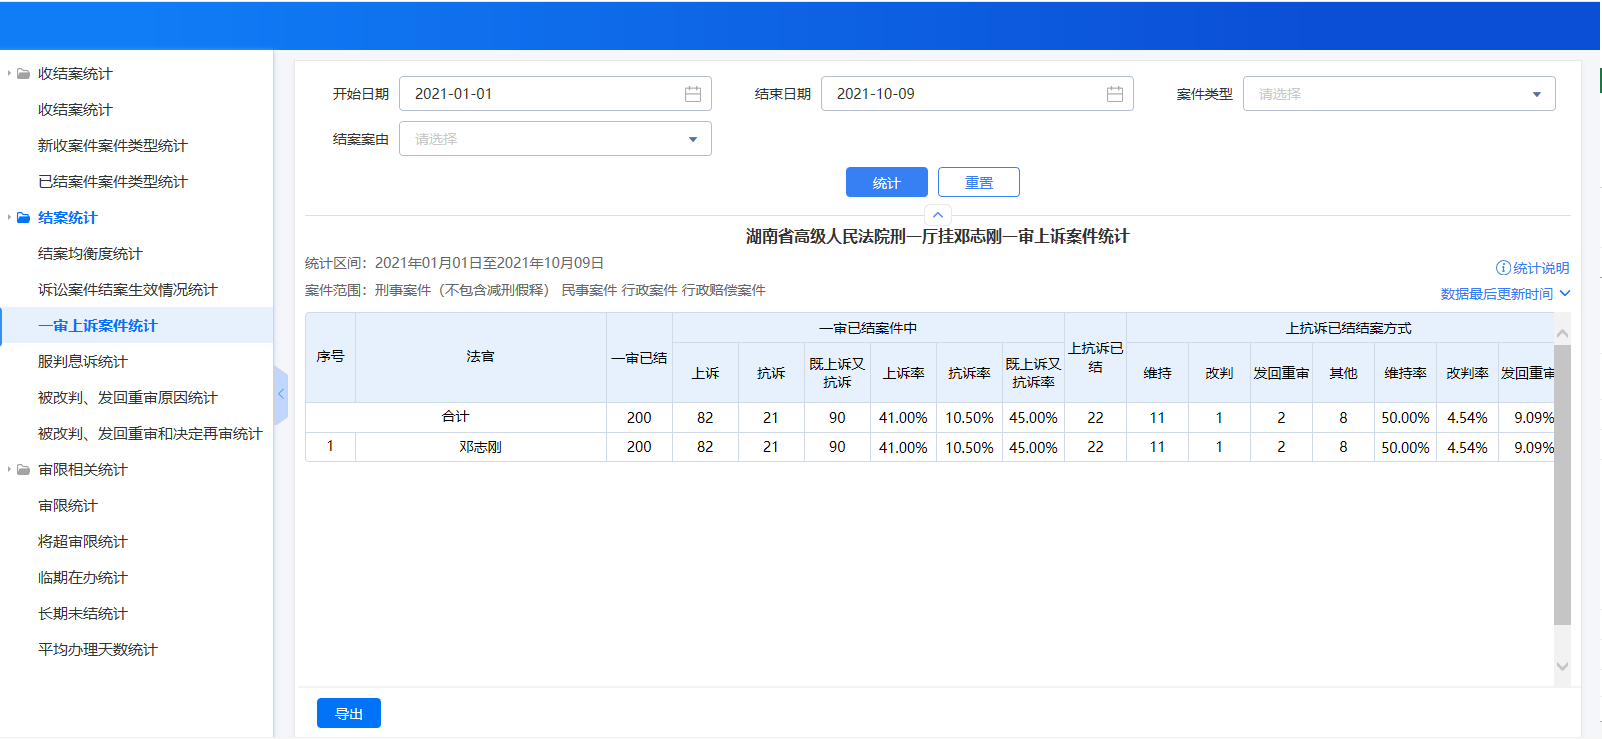 收结案统计
收结案统计
新收案件案件类型统计
已结案件案件类型统计
结案统计
结案均衡度统计
诉讼案件结案生效情况统计
一审上诉案件统计
服判息诉统计
被改判、发回重审原因统计
被改判、发回重审和决定再审统计
审限相关统计
审限统计
将超审限统计
临期在办统计
长期未结统计
平均办理天数统计
开始日期 2021-01-01 结束日期 2021-10-09 案件类型 请选择
结案案由 请选择
统计 重置
湖南省高级人民法院刑一厅挂邓志刚一审上诉案件统计
统计区间：2021年01月01日至2021年10月09日
统计说明
案件范围：刑事案件（不包含减刑假释） 民事案件 行政案件 行政赔偿案件
数据最后更新时间
序号 法官 一审已结 一审已结案件中 上抗诉已结 上抗诉已结结案方式
上诉 抗诉 既上诉又抗诉 上诉率 抗诉率 既上诉又抗诉率 维持 改判 发回重审 其他 维持率 改判率 发回重审
合计 200 82 21 90 41.00% 10.50% 45.00% 22 11 1 2 8 50.00% 4.54% 9.09%
1 邓志刚 200 82 21 90 41.00% 10.50% 45.00% 22 11 1 2 8 50.00% 4.54% 9.09%
导出